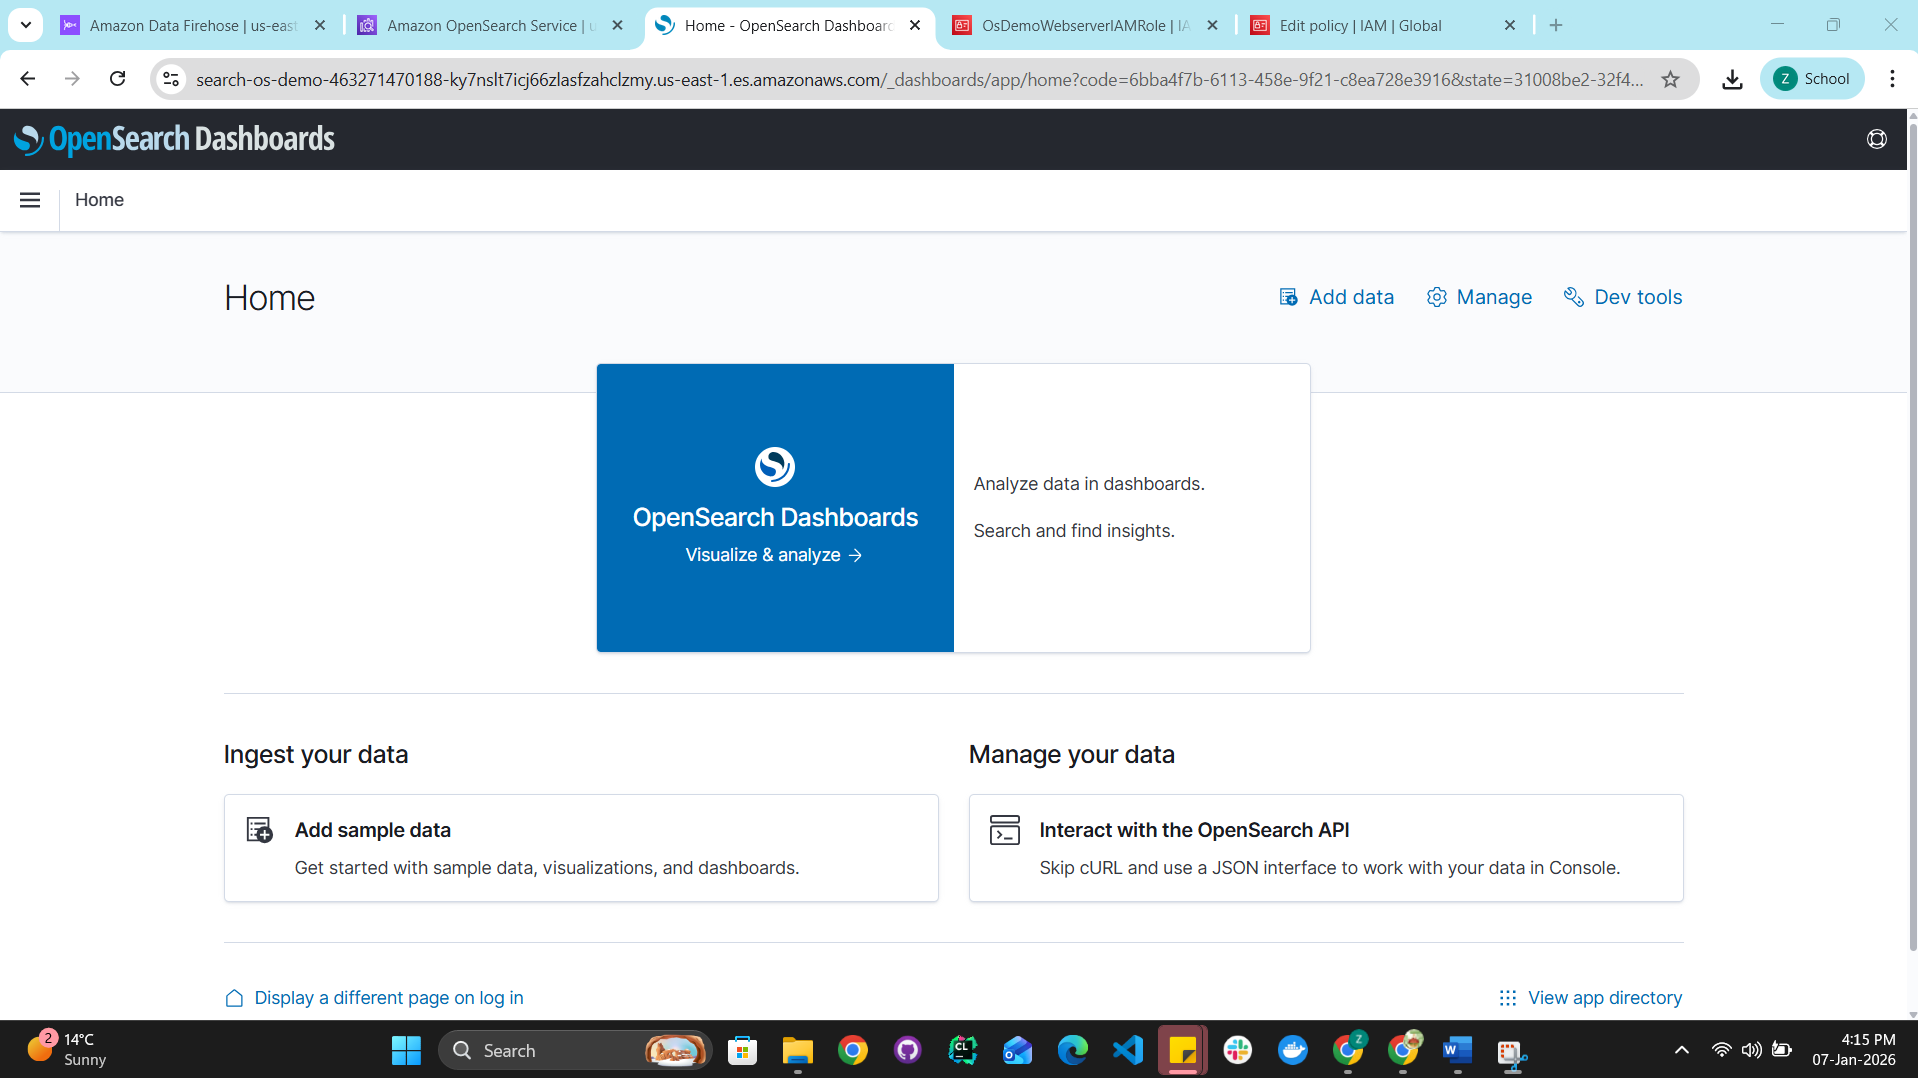 Amazon Data Firehose | us-east
Amazon OpenSearch Service | u
Home - OpenSearch Dashboard
OsDemoWebserverIAMRole | IA
Edit policy | IAM | Global
search-os-demo-463271470188-ky7nslt7icj66zlasfzahclzmy.us-east-1.es.amazonaws.com/_dashboards/app/home?code=6bba4f7b-6113-458e-9f21-c8ea728e3916&state=31008be2-32f4...
Z School
OpenSearch Dashboards
Home
Home
Add data
Manage
Dev tools
OpenSearch Dashboards
Visualize & analyze →
Analyze data in dashboards.
Search and find insights.
Ingest your data
Manage your data
Add sample data
Get started with sample data, visualizations, and dashboards.
Interact with the OpenSearch API
Skip cURL and use a JSON interface to work with your data in Console.
Display a different page on log in
View app directory
2
14°C
Sunny
Search
CL
Z
W
4:15 PM
07-Jan-2026